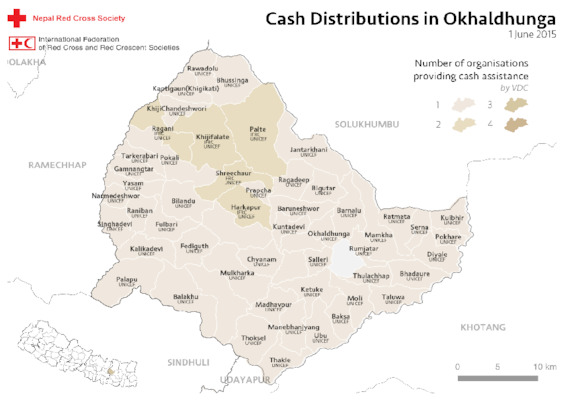 Nepal Red Cross Society
International Federation
of Red Cross and Red Crescent Societies
Cash Distributions in Okhaldhunga
1 June 2015
Number of organisations
providing cash assistance
by VDC
1
3
2
4
DOLAKHA
SOLUKHUMBU
RAMECHHAP
KHOTANG
SINDHULI
UDAYAPUR
Rawadolu
UNICEF
Bhussinga
UNICEF
Kaptigaun(Khigikati)
UNICEF
KhijiChandeshwori
UNICEF
Ragani
IFRC
UNICEF
Khijifalate
IFRC
UNICEF
Palte
IFRC
UNICEF
Jantarkhani
UNICEF
Tarkerabari
UNICEF
Pokali
UNICEF
Gamnangtar
UNICEF
Shreechaur
IFRC
UNICEF
Ragadeep
UNICEF
Yasam
UNICEF
Prapcha
UNICEF
Bigutar
UNICEF
Narmedeshwor
UNICEF
Bilandu
UNICEF
Harkapur
IFRC
UNICEF
Baruneshwor
UNICEF
Barnalu
UNICEF
Raniban
UNICEF
Ratmata
UNICEF
Kuibhir
UNICEF
Singhadevi
UNICEF
Fulbari
UNICEF
Kuntadevi
UNICEF
Okhaldhunga
UNICEF
Mamkha
UNICEF
Serna
UNICEF
Pokhare
UNICEF
Kalikadevi
UNICEF
Fediguth
UNICEF
Rumjatar
UNICEF
Diyale
UNICEF
Chyanam
UNICEF
Salleri
UNICEF
Palapu
UNICEF
Mulkharka
UNICEF
Thulachhap
UNICEF
Bhadaure
UNICEF
Balakhu
UNICEF
Ketuke
UNICEF
Moli
UNICEF
Taluwa
UNICEF
Madhavpur
UNICEF
Baksa
UNICEF
Manebhanjyang
UNICEF
Thoksel
UNICEF
Ubu
UNICEF
Thakle
UNICEF
0 5 10 km